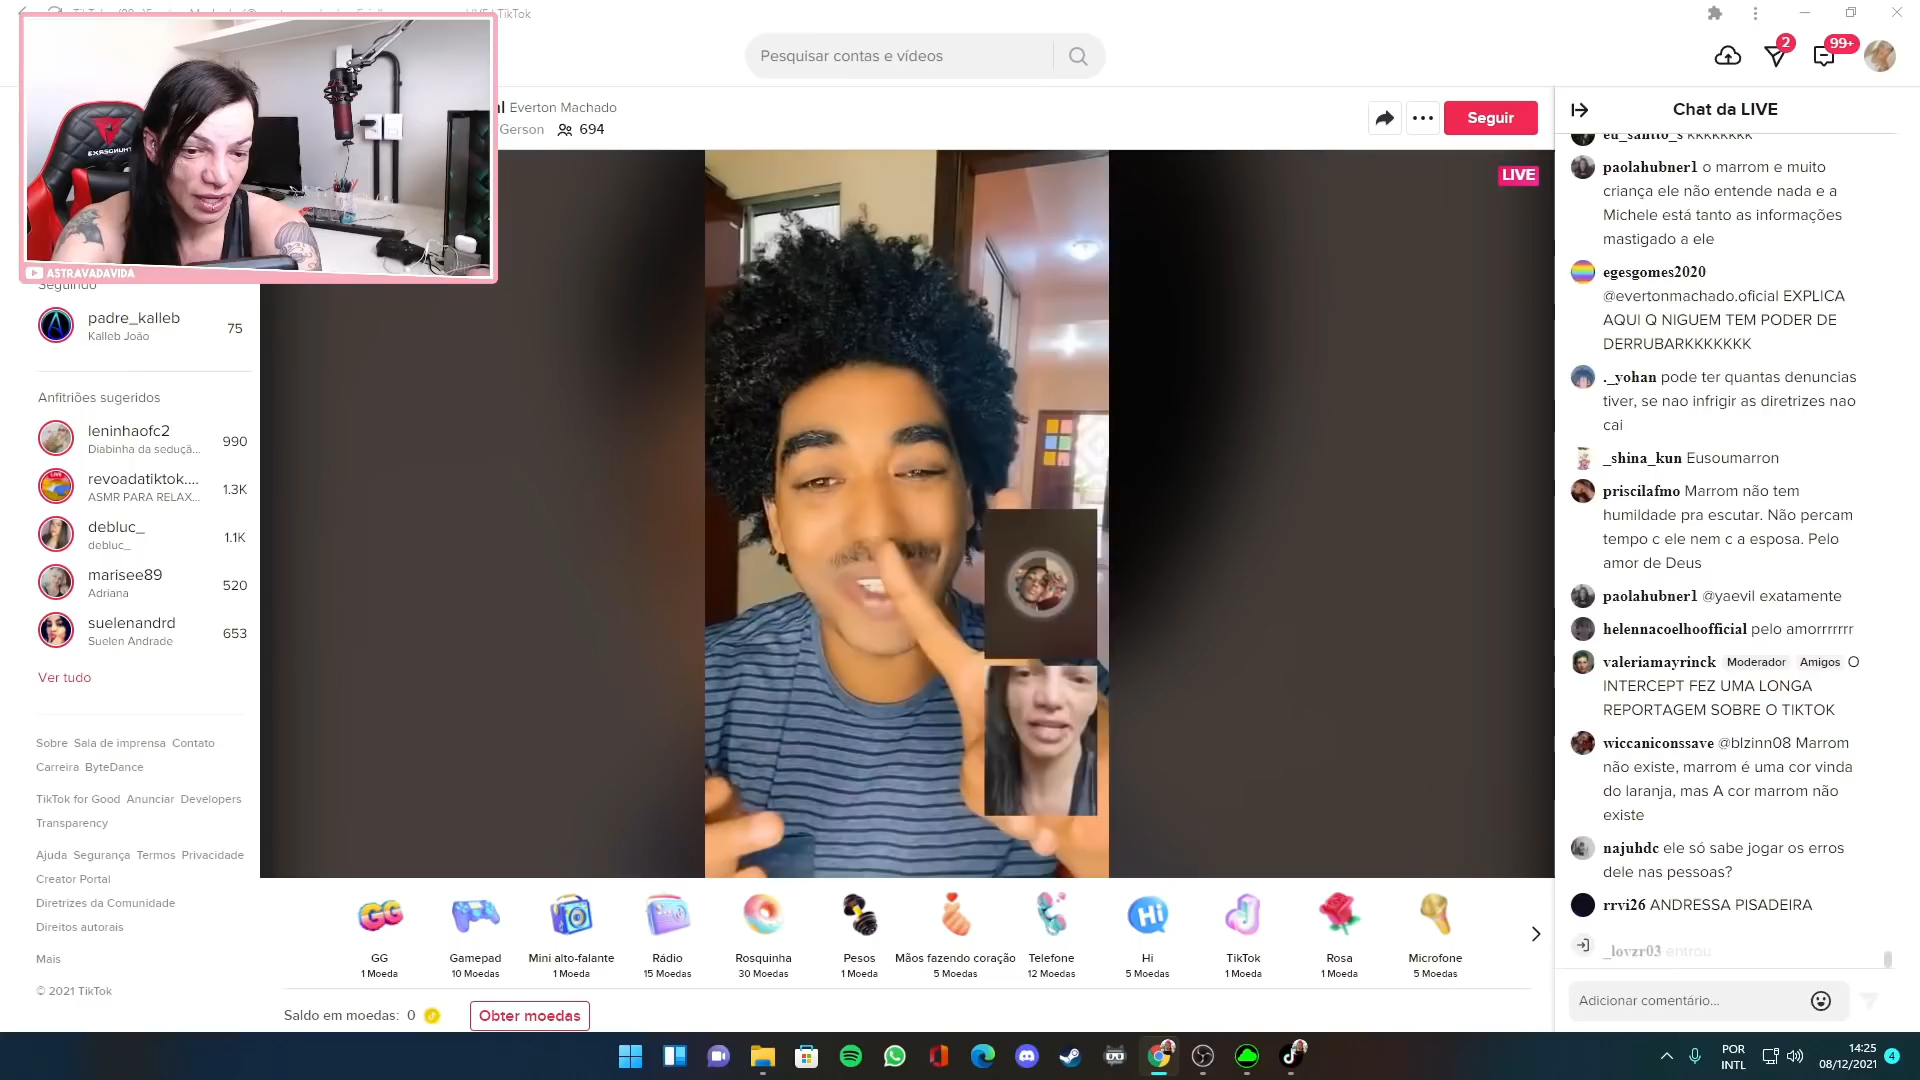 LIVE | TikTok
Pesquisar contas e vídeos
2
99+
ASTRAVADAVIDA
Everton Machado
Gerson 694
Seguir
LIVE
Seguindo
padre_kalleb
Kalleb João
75
Anfitriões sugeridos
leninhaofc2
Diabinha da seduçã...
990
revoadatiktok....
ASMR PARA RELAX...
1.3K
debluc_
debluc_
1.1K
marisee89
Adriana
520
suelenandrd
Suelen Andrade
653
Ver tudo
Sobre Sala de imprensa Contato
Carreira ByteDance
TikTok for Good Anunciar Developers
Transparency
Ajuda Segurança Termos Privacidade
Creator Portal
Diretrizes da Comunidade
Direitos autorais
Mais
© 2021 TikTok
GG
1 Moeda
Gamepad
10 Moedas
Mini alto-falante
1 Moeda
Rádio
15 Moedas
Rosquinha
30 Moedas
Pesos
1 Moeda
Mãos fazendo coração
5 Moedas
Telefone
12 Moedas
Hi
5 Moedas
TikTok
1 Moeda
Rosa
1 Moeda
Microfone
5 Moedas
Saldo em moedas: 0
Obter moedas
Chat da LIVE
eu_santto_s kkkkkkkk
paolahubner1 o marrom e muito
criança ele não entende nada e a
Michele está tanto as informações
mastigado a ele
egesgomes2020
@evertonmachado.oficial EXPLICA
AQUI Q NIGUEM TEM PODER DE
DERRUBARKKKKKKK
._yohan pode ter quantas denuncias
tiver, se nao infrigir as diretrizes nao
cai
_shina_kun Eusoumarron
priscilafmo Marrom não tem
humildade pra escutar. Não percam
tempo c ele nem c a esposa. Pelo
amor de Deus
paolahubner1 @yaevil exatamente
helennacoelhoofficial pelo amorrrrrrr
valeriamayrinck Moderador Amigos O
INTERCEPT FEZ UMA LONGA
REPORTAGEM SOBRE O TIKTOK
wiccaniconssave @blzinn08 Marrom
não existe, marrom é uma cor vinda
do laranja, mas A cor marrom não
existe
najuhdc ele só sabe jogar os erros
dele nas pessoas?
rrvi26 ANDRESSA PISADEIRA
_lovzr03 entrou
Adicionar comentário...
POR
INTL
14:25
08/12/2021
4